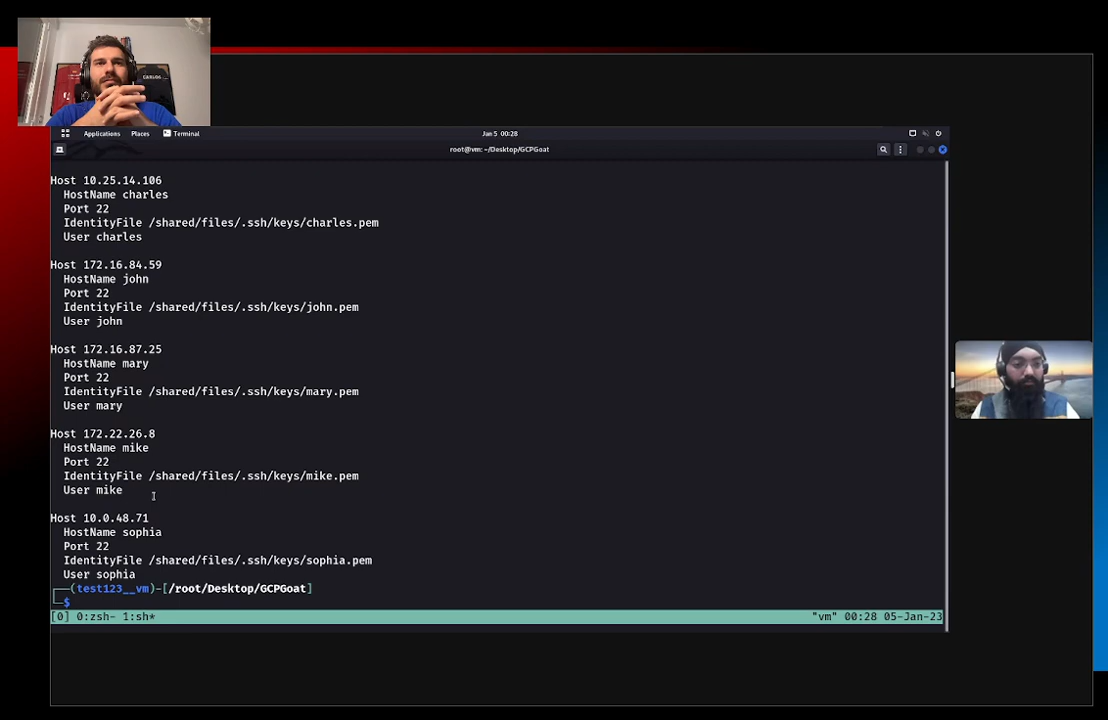 CARLOS
Applications Places Terminal Jan 5 00:28
root@vm: ~/Desktop/GCPGoat
Host 10.25.14.106
HostName charles
Port 22
IdentityFile /shared/files/.ssh/keys/charles.pem
User charles
Host 172.16.84.59
HostName john
Port 22
IdentityFile /shared/files/.ssh/keys/john.pem
User john
Host 172.16.87.25
HostName mary
Port 22
IdentityFile /shared/files/.ssh/keys/mary.pem
User mary
Host 172.22.26.8
HostName mike
Port 22
IdentityFile /shared/files/.ssh/keys/mike.pem
User mike
Host 10.0.48.71
HostName sophia
Port 22
IdentityFile /shared/files/.ssh/keys/sophia.pem
User sophia
┌──(test123__vm)-[/root/Desktop/GCPGoat]
└─$
[0] 0:zsh- 1:sh* "vm" 00:28 05-Jan-23